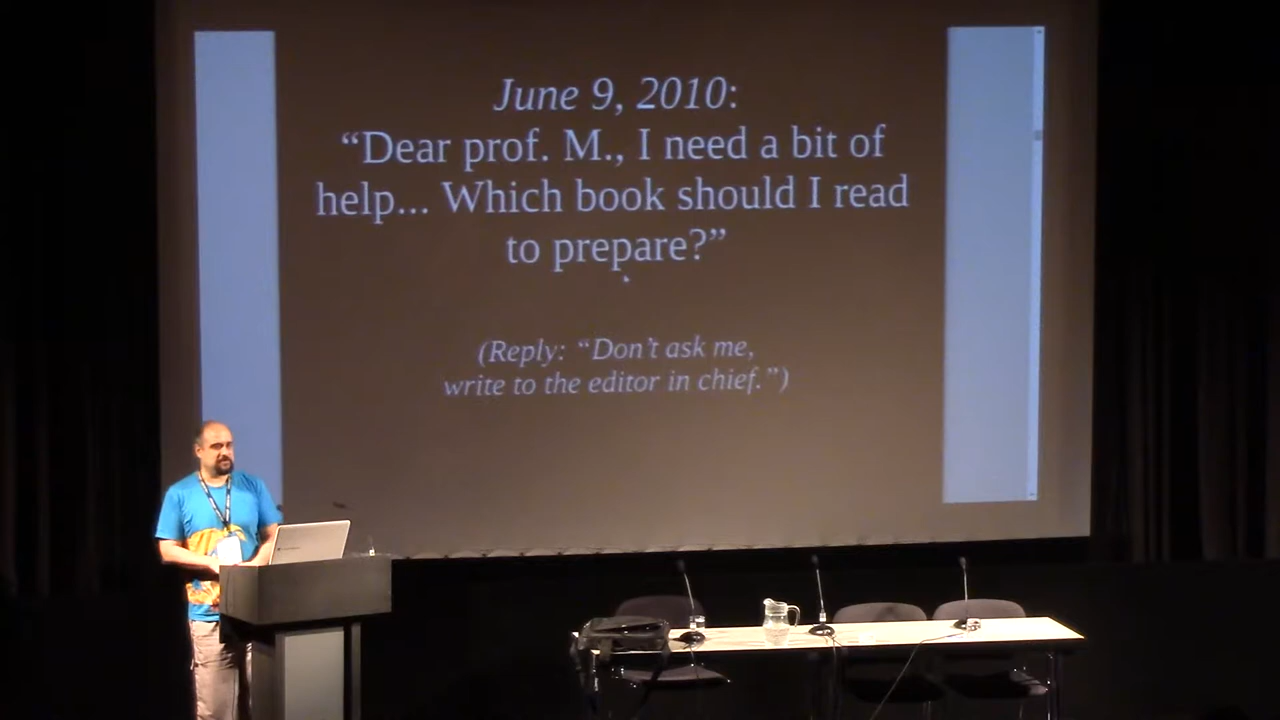 June 9, 2010:
“Dear prof. M., I need a bit of
help... Which book should I read
to prepare?”
(Reply: “Don’t ask me,
write to the editor in chief.”)